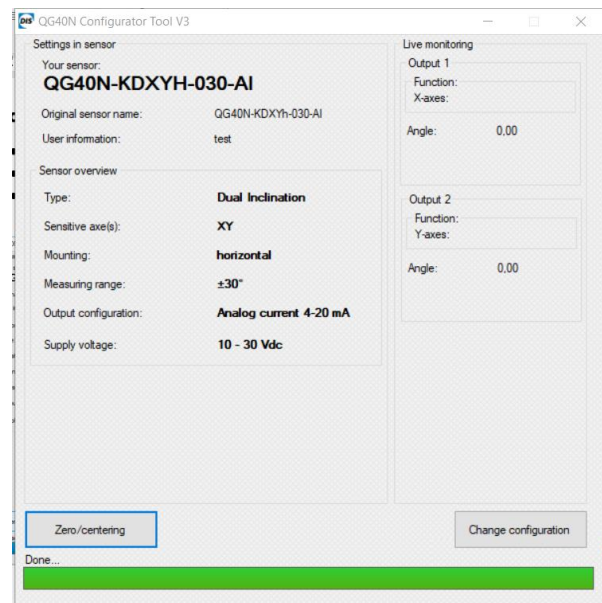 DIS QG40N Configurator Tool V3
Settings in sensor
Your sensor:
QG40N-KDXYH-030-AI
Original sensor name: QG40N-KDXYh-030-AI
User information: test
Sensor overview
Type: Dual Inclination
Sensitive axe(s): XY
Mounting: horizontal
Measuring range: ±30°
Output configuration: Analog current 4-20 mA
Supply voltage: 10 - 30 Vdc
Live monitoring
Output 1
Function:
X-axes:
Angle: 0,00
Output 2
Function:
Y-axes:
Angle: 0,00
Zero/centering
Change configuration
Done...